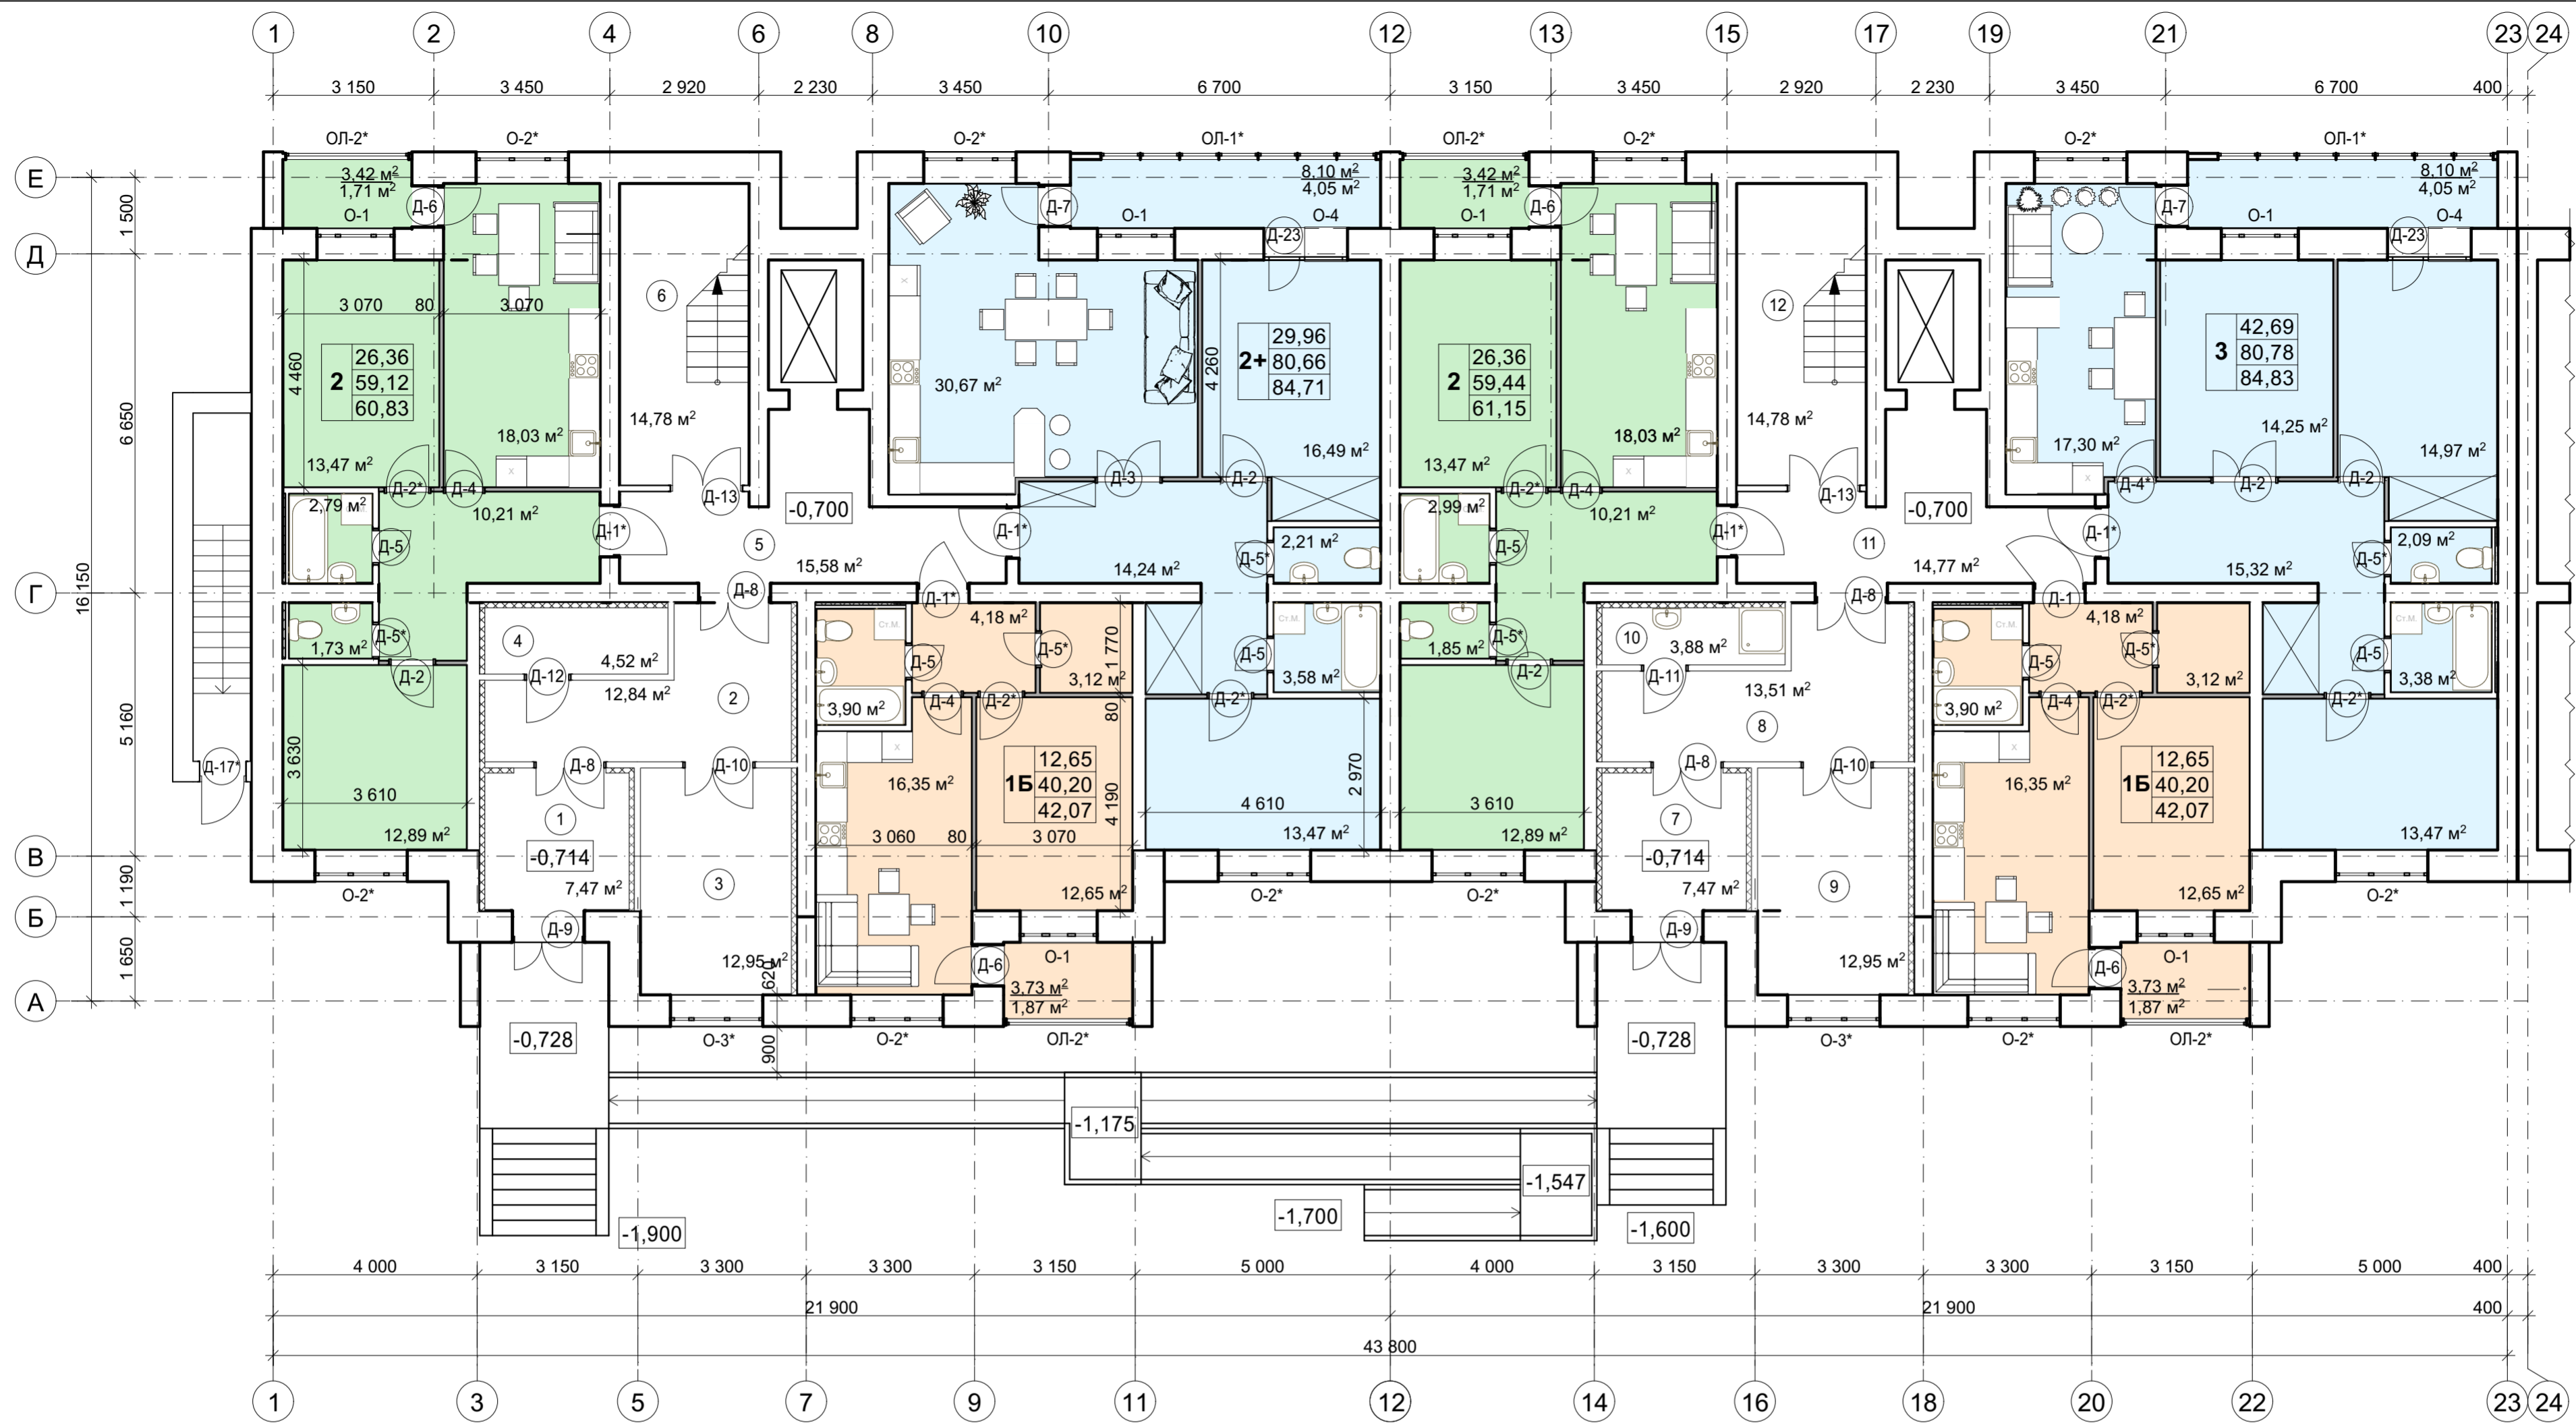 1 2 4 6 8 10 12 13 15 17 19 21 23 24
3 150 3 450 2 920 2 230 3 450 6 700 3 150 3 450 2 920 2 230 3 450 6 700 400
ОЛ-2* О-2* О-2* ОЛ-1* ОЛ-2* О-2* О-2* ОЛ-1*
Е
3,42 м²
1,71 м²
Д-6
О-1
Д-7
О-1
8,10 м²
4,05 м²
О-4
Д-23
3,42 м²
1,71 м²
Д-6
О-1
Д-7
О-1
8,10 м²
4,05 м²
О-4
Д-23
1 500
Д
3 070 80 3 070
4 460
2
26,36
59,12
60,83
13,47 м²
18,03 м²
X
6
14,78 м²
Д-13
X
30,67 м²
Д-3
4 260
2+
29,96
80,66
84,71
16,49 м²
Д-2
2
26,36
59,44
61,15
13,47 м²
18,03 м²
X
12
14,78 м²
Д-13
17,30 м²
X
3
42,69
80,78
84,83
14,25 м²
14,97 м²
6 650
16 150
Д-2* Д-4
2,79 м²
10,21 м²
Д-5
Д-1*
-0,700
5
15,58 м²
Д-1*
14,24 м²
Д-5*
2,21 м²
Д-2* Д-4
2,99 м²
10,21 м²
Д-5
Д-1*
-0,700
11
14,77 м²
Д-4*
Д-2
Д-2
Д-1*
15,32 м²
Д-5*
2,09 м²
Г
Д-8
Д-1*
Д-8
Д-1
1,73 м²
Д-5*
Д-2
4
4,52 м²
Д-12
12,84 м²
2
Ст.М.
3,90 м²
Д-5
4,18 м²
Д-5*
3,12 м²
1 770
80
Д-4
Д-2*
Ст.М.
Д-5
3,58 м²
Д-2*
1,85 м²
Д-5*
Д-2
10
3,88 м²
Д-11
13,51 м²
8
Ст.М.
3,90 м²
Д-5
4,18 м²
Д-5*
3,12 м²
Д-4
Д-2*
Ст.М.
Д-5
3,38 м²
Д-2*
5 160
Д-17*
3 630
3 610
12,89 м²
Д-8
Д-10
1
-0,714
7,47 м²
3
12,95 м²
X
16,35 м²
3 060 80 3 070
1Б
12,65
40,20
42,07
4 190
12,65 м²
4 610
2 970
13,47 м²
3 610
12,89 м²
Д-8
Д-10
7
-0,714
7,47 м²
9
12,95 м²
X
16,35 м²
1Б
12,65
40,20
42,07
12,65 м²
13,47 м²
В
1 190
О-2*
О-2*
О-2*
О-2*
Б
Д-9
Д-6
О-1
Д-9
Д-6
О-1
1 650
620
3,73 м²
1,87 м²
3,73 м²
1,87 м²
А
-0,728
О-3*
О-2*
ОЛ-2*
-0,728
О-3*
О-2*
ОЛ-2*
900
-1,175
-1,547
-1,900
-1,700
-1,600
4 000 3 150 3 300 3 300 3 150 5 000 4 000 3 150 3 300 3 300 3 150 5 000 400
21 900 21 900 400
43 800
1 3 5 7 9 11 12 14 16 18 20 22 23 24